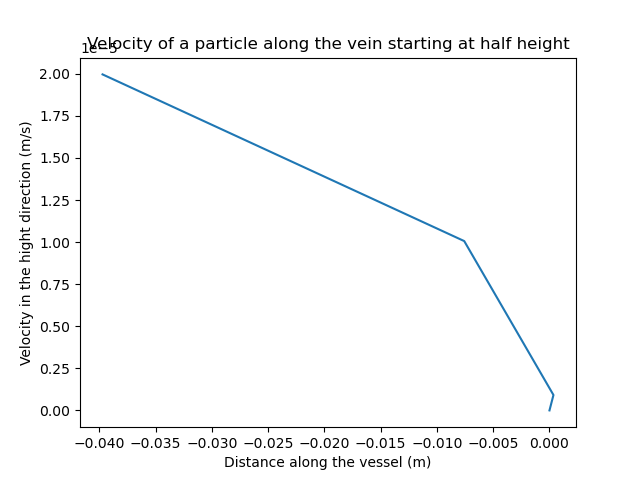 Velocity of a particle along the vein starting at half height
1e−5
2.00
1.75
1.50
1.25
1.00
0.75
0.50
0.25
0.00
Velocity in the hight direction (m/s)
−0.040 −0.035 −0.030 −0.025 −0.020 −0.015 −0.010 −0.005 0.000
Distance along the vessel (m)